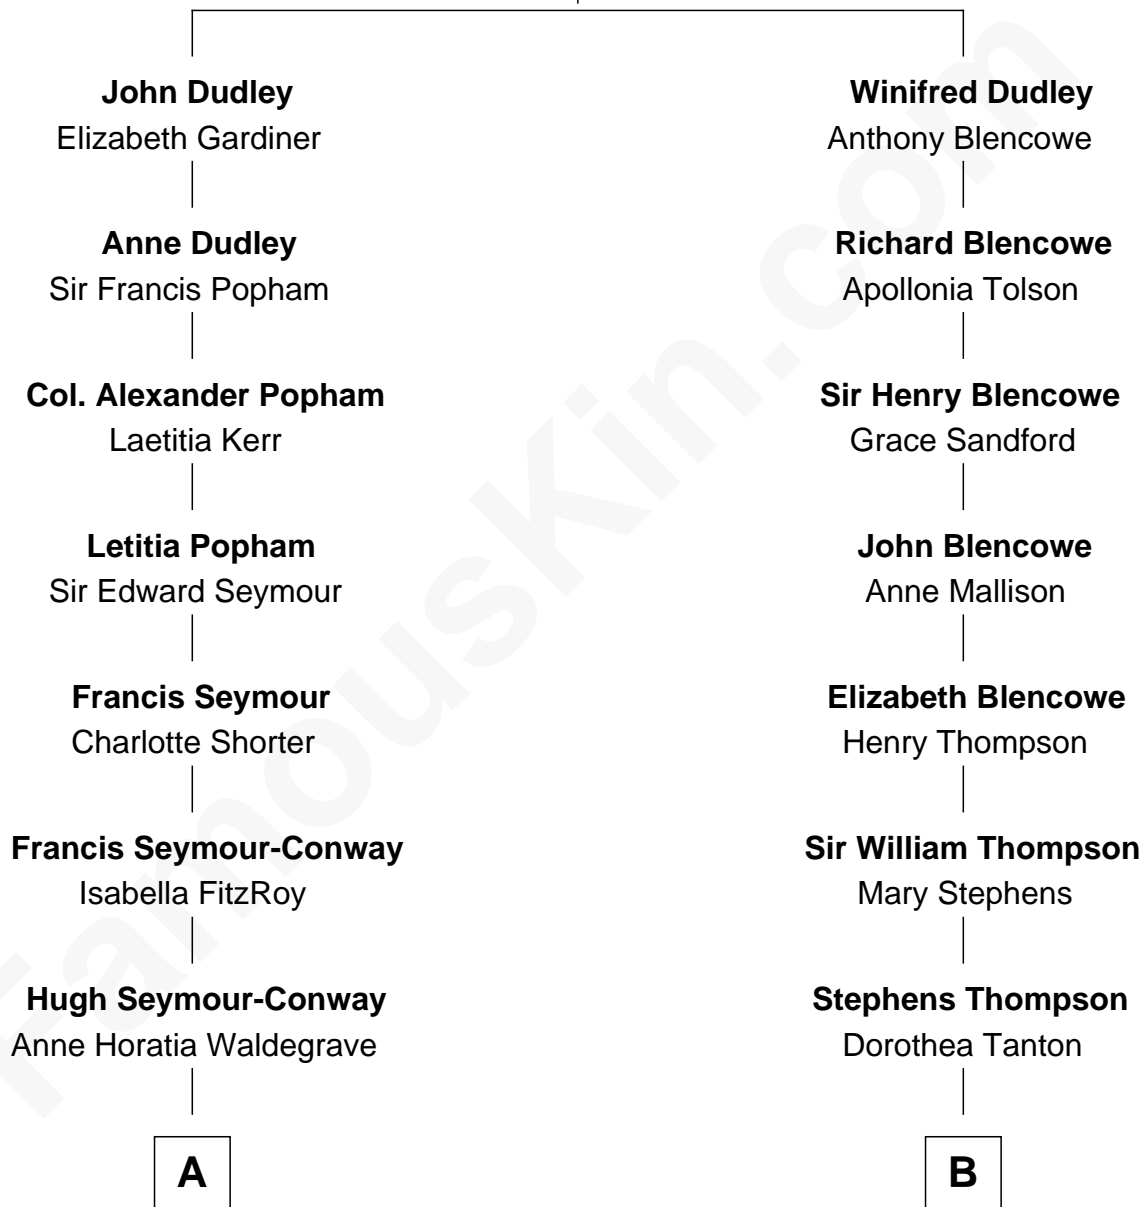 John Dudley
Elizabeth Gardiner
Anne Dudley
Sir Francis Popham
Col. Alexander Popham
Laetitia Kerr
Letitia Popham
Sir Edward Seymour
Francis Seymour
Charlotte Shorter
Francis Seymour-Conway
Isabella FitzRoy
Hugh Seymour-Conway
Anne Horatia Waldegrave
A
Winifred Dudley
Anthony Blencowe
Richard Blencowe
Apollonia Tolson
Sir Henry Blencowe
Grace Sandford
John Blencowe
Anne Mallison
Elizabeth Blencowe
Henry Thompson
Sir William Thompson
Mary Stephens
Stephens Thompson
Dorothea Tanton
B
FamousKin.com